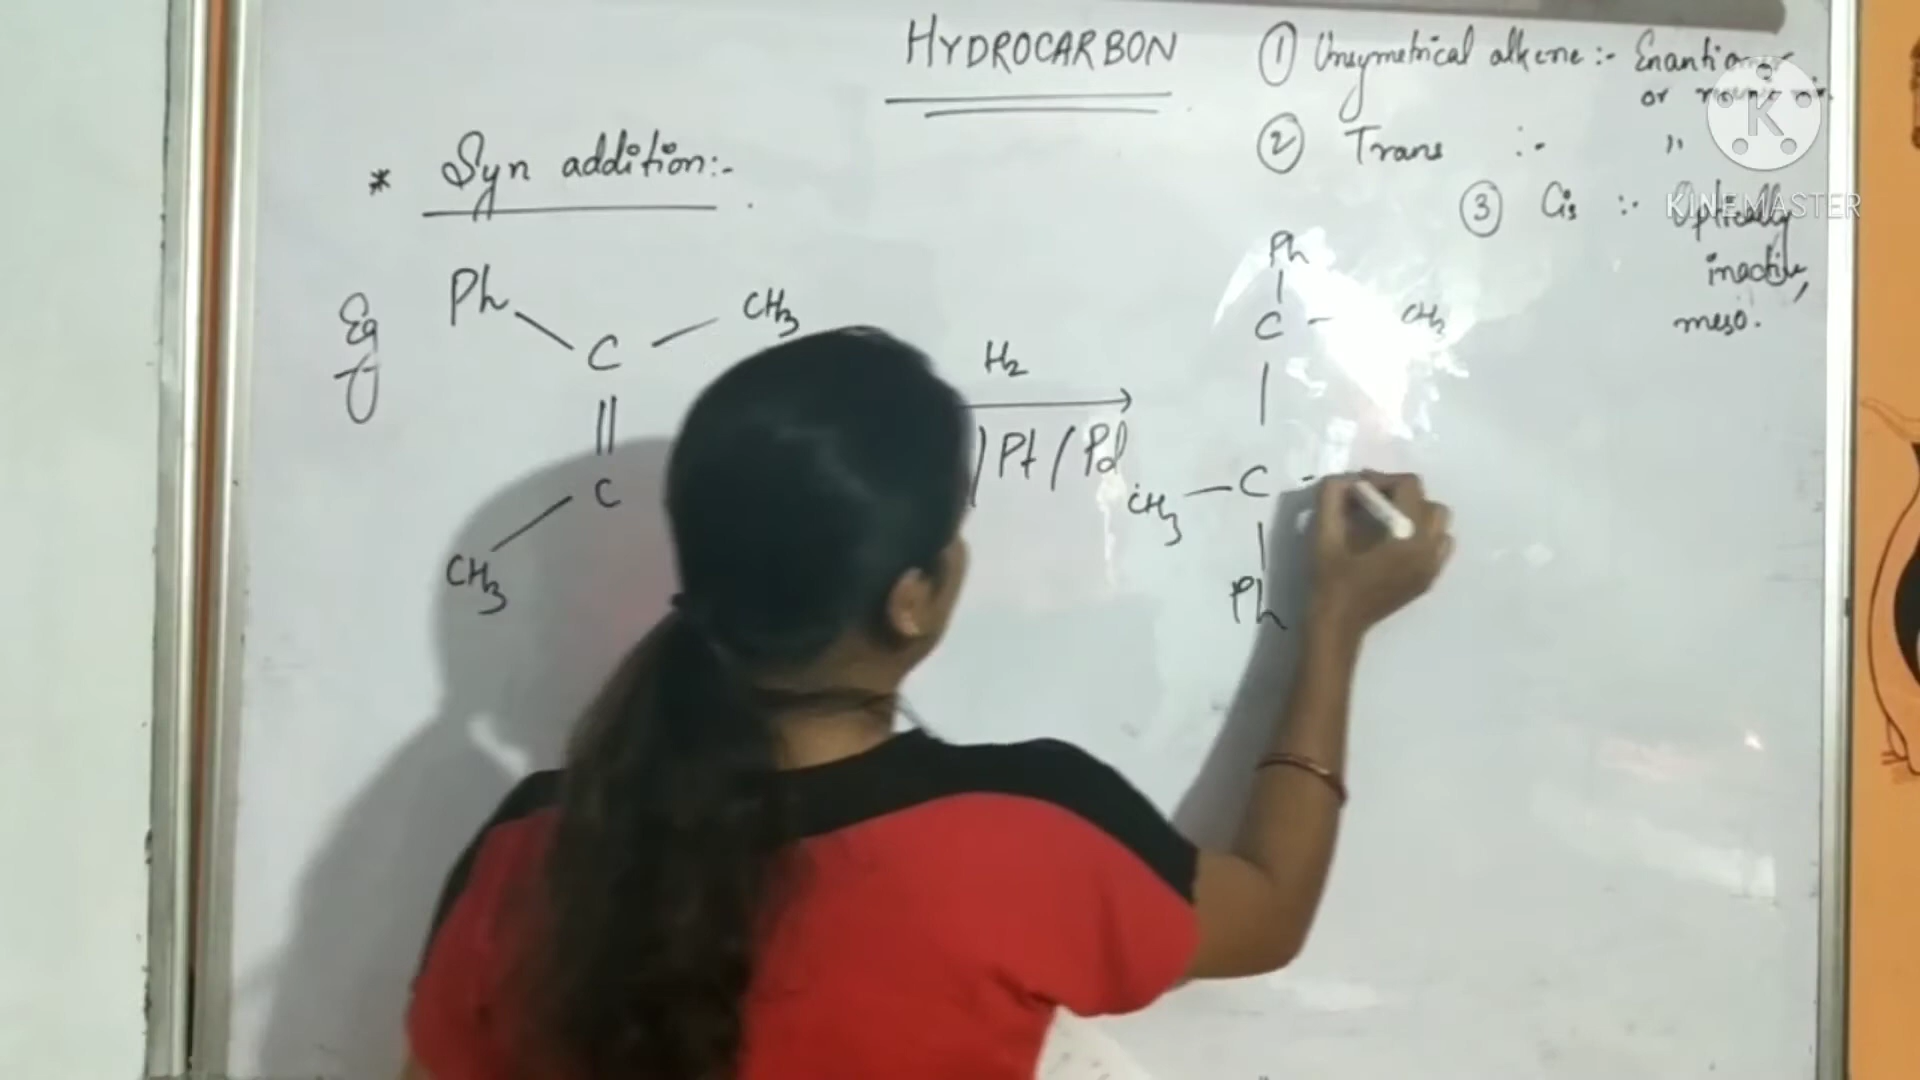 HYDROCARBON
① Unsymetrical alkene :- Enantiomer
or
② Trans :- "
③ Cis :- Optically
inactive,
meso.
* Syn addition:-
Eg
Ph
C
CH3
C
CH3
H2
/ Pt / Pd
Ph
C
CH3
CH3
C
Ph
K
KINEMASTER